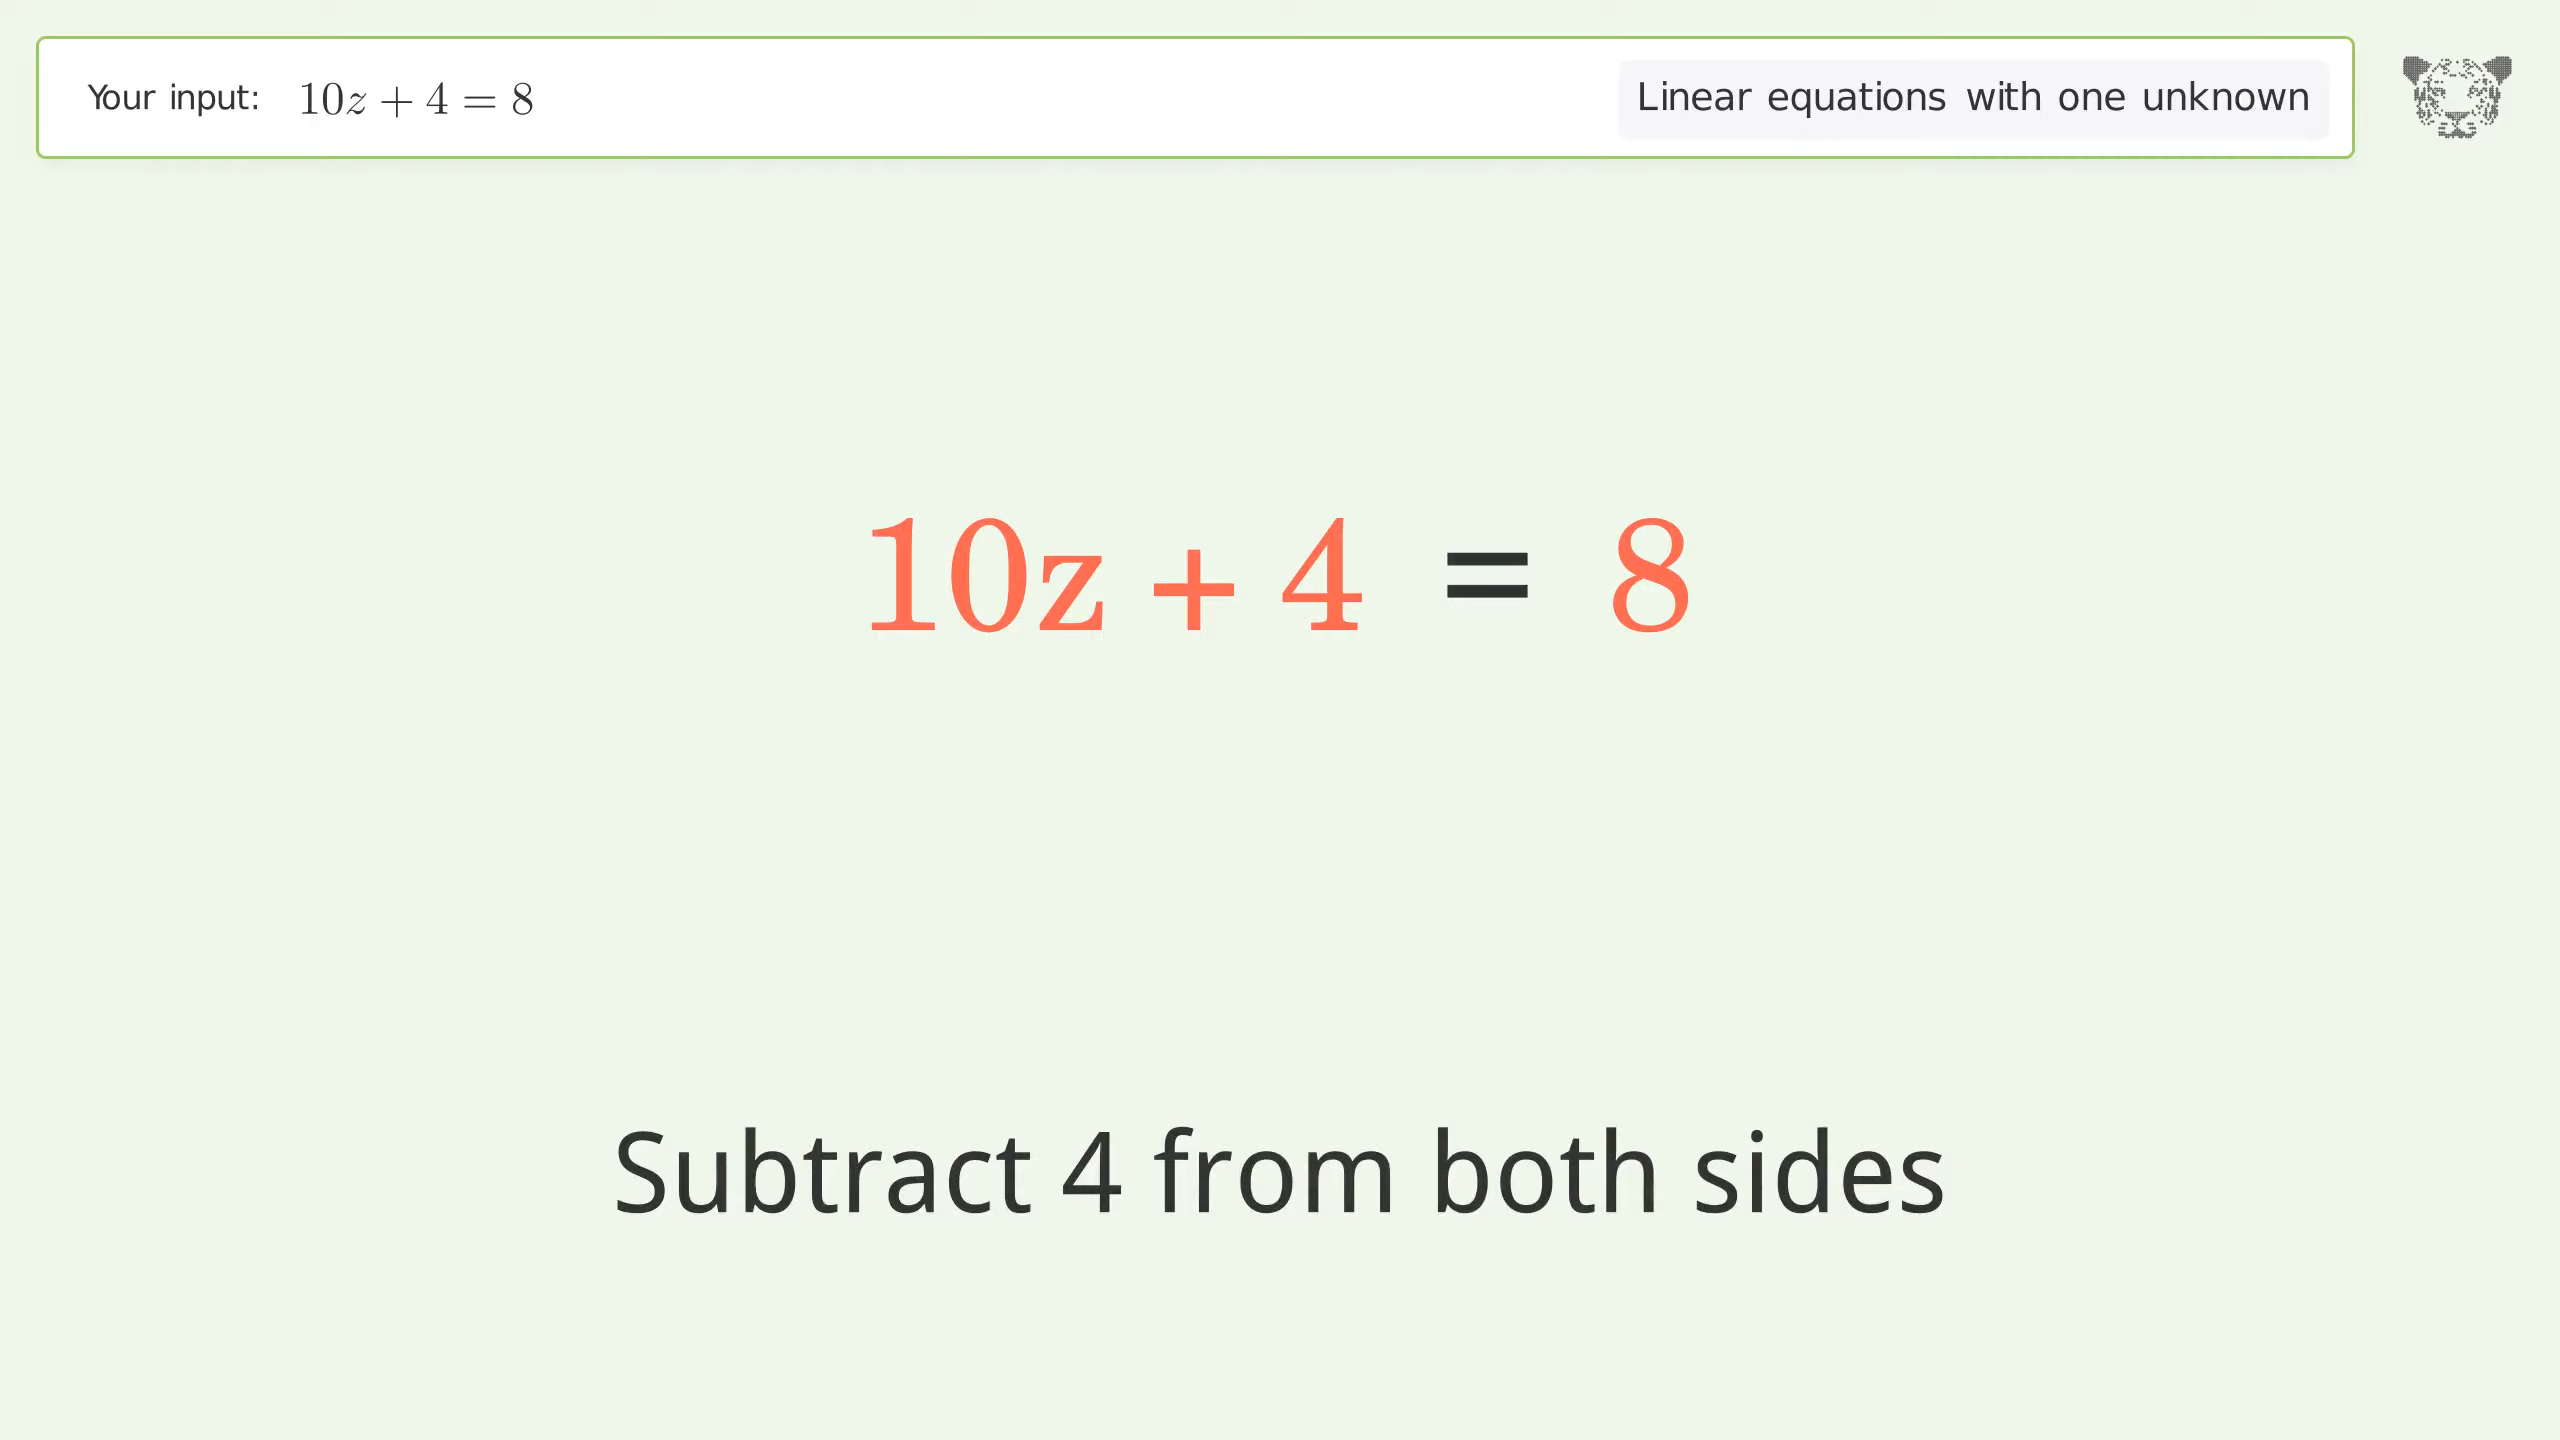 Your input: 10z + 4 = 8
Linear equations with one unknown
10z + 4 = 8
Subtract 4 from both sides